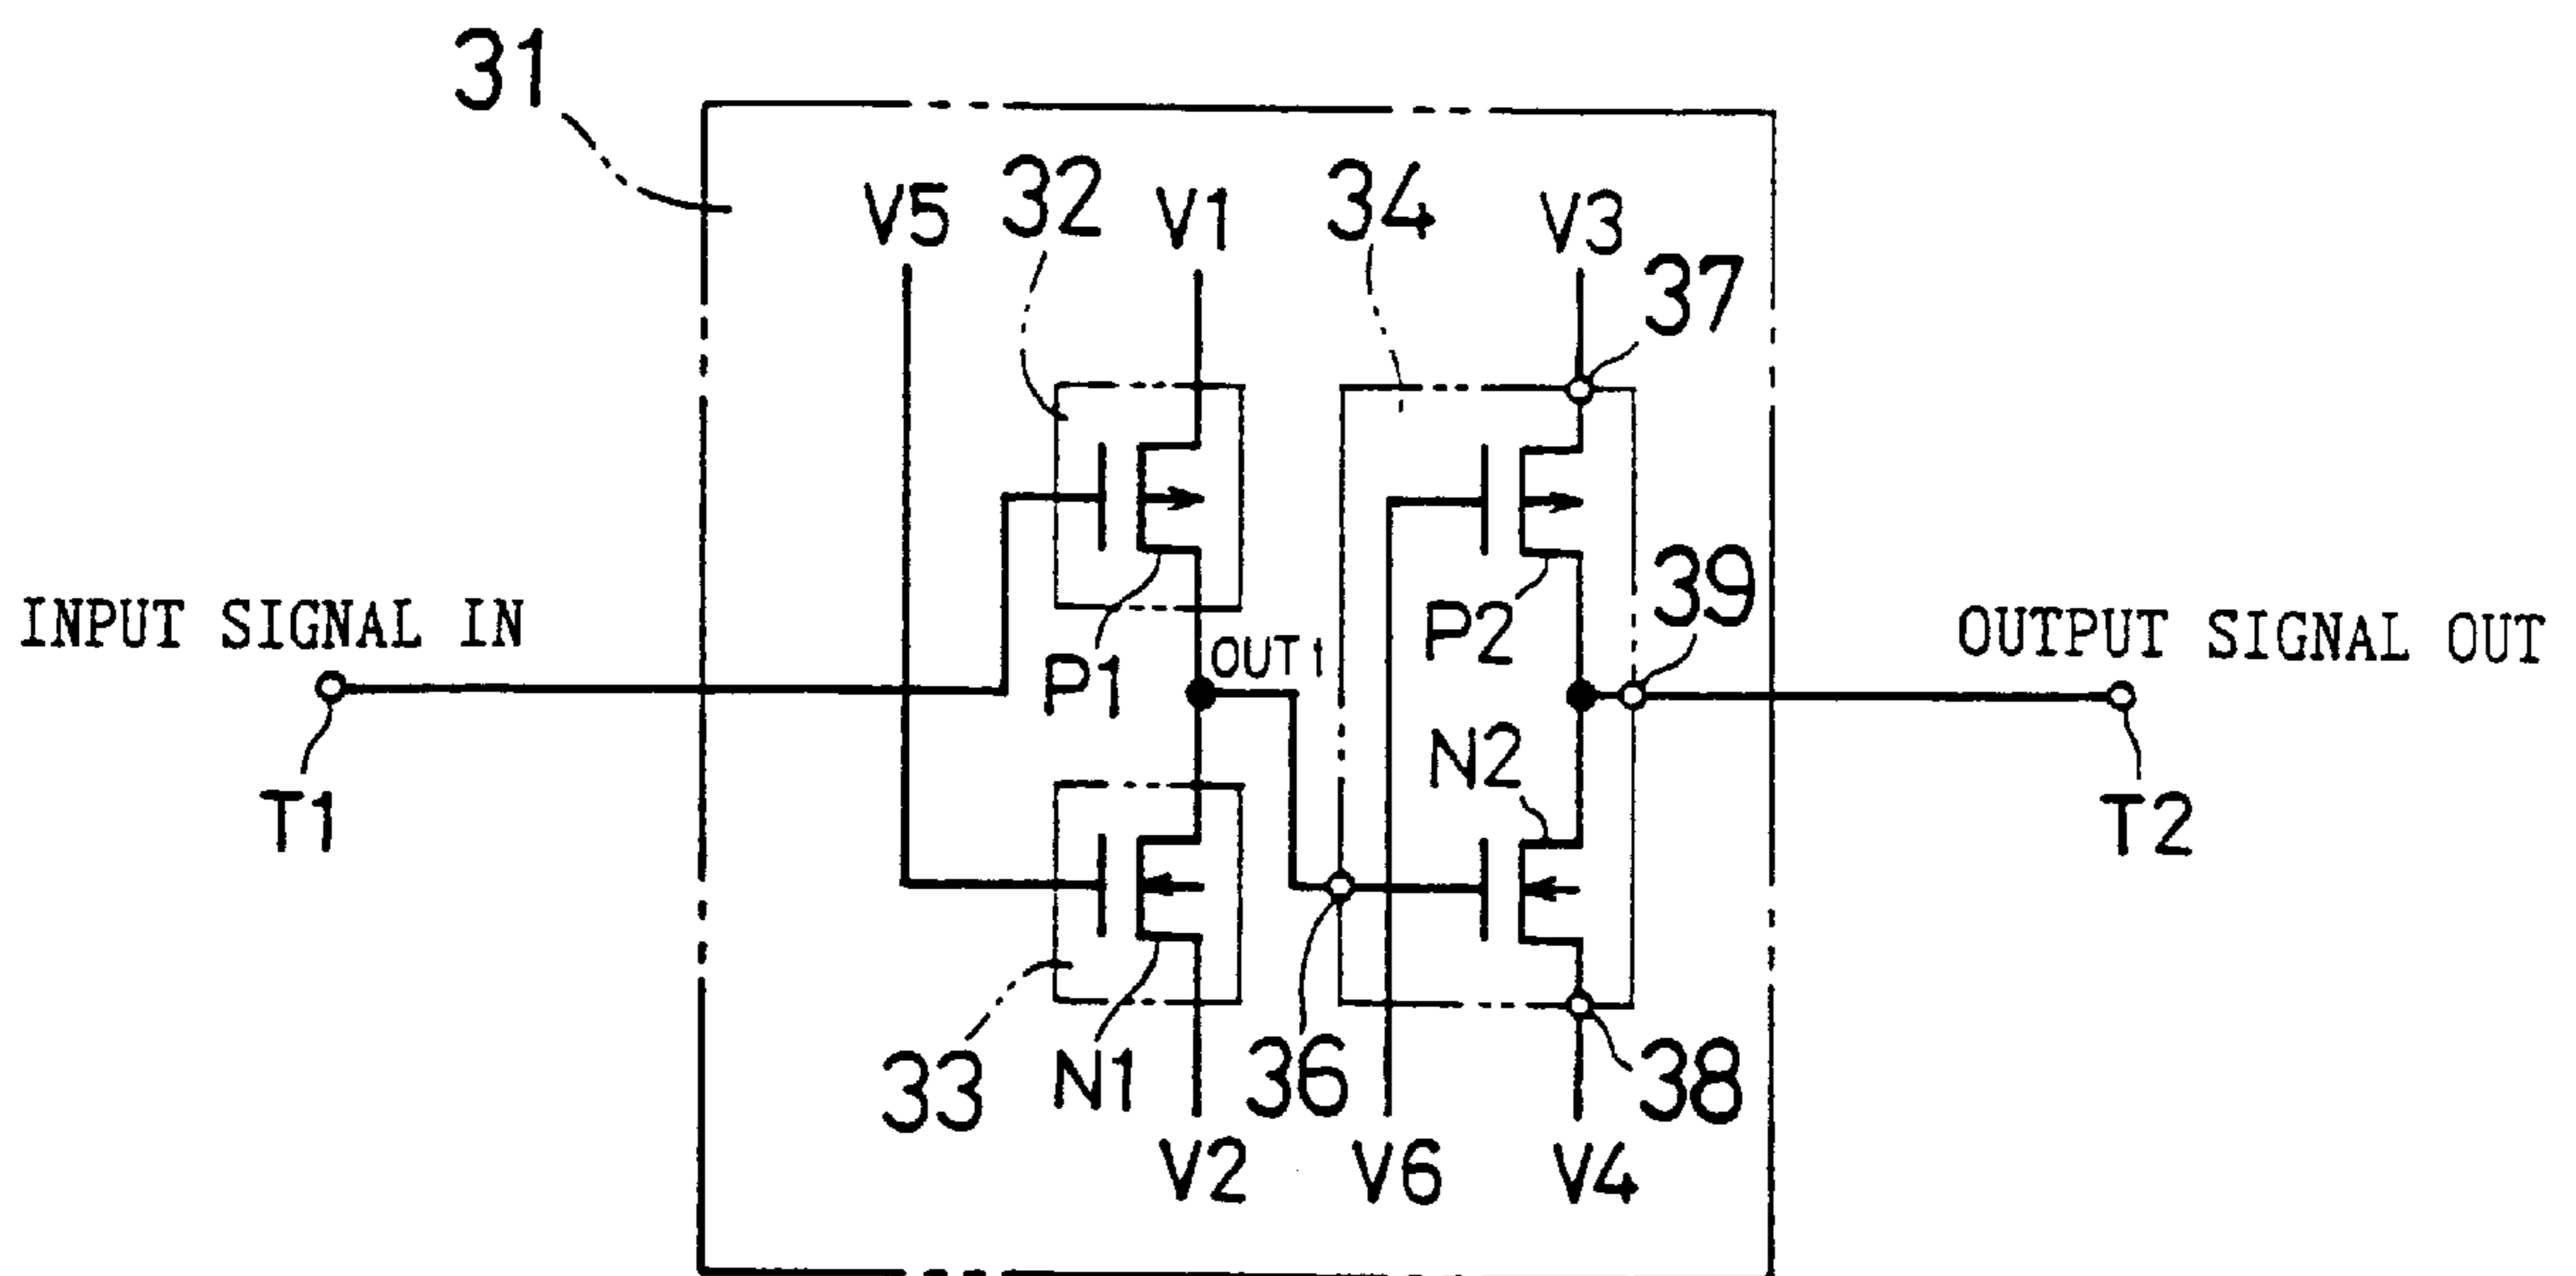 31
V5
32
V1
34
V3
37
INPUT SIGNAL IN
P1
OUT1
P2
39
OUTPUT SIGNAL OUT
T1
N2
T2
33
N1
36
38
V2
V6
V4